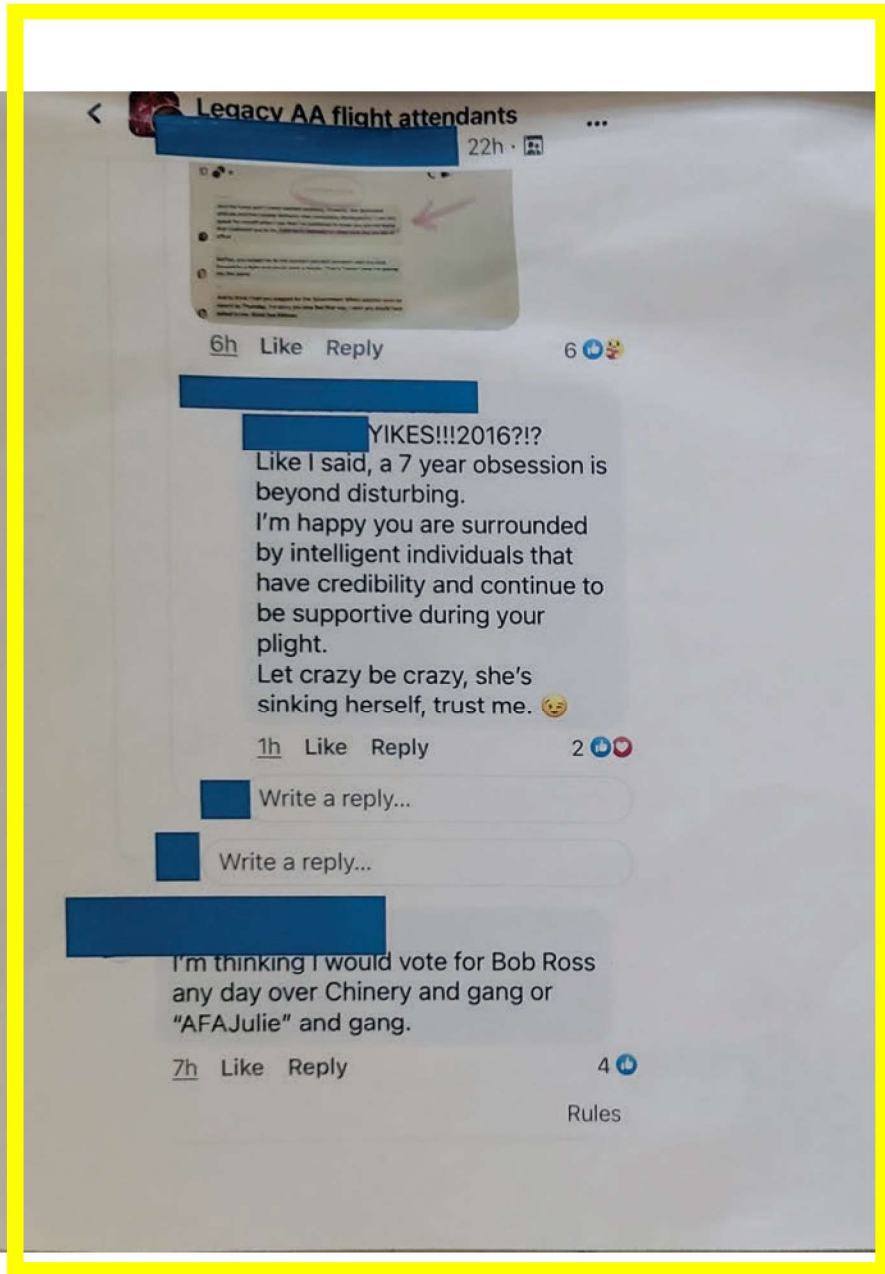 Legacy AA flight attendants
22h
6h Like Reply 6
YIKES!!!2016?!?
Like I said, a 7 year obsession is
beyond disturbing.
I'm happy you are surrounded
by intelligent individuals that
have credibility and continue to
be supportive during your
plight.
Let crazy be crazy, she's
sinking herself, trust me. 😉
1h Like Reply 2
Write a reply...
Write a reply...
I'm thinking I would vote for Bob Ross
any day over Chinery and gang or
"AFAJulie" and gang.
7h Like Reply 4
Rules